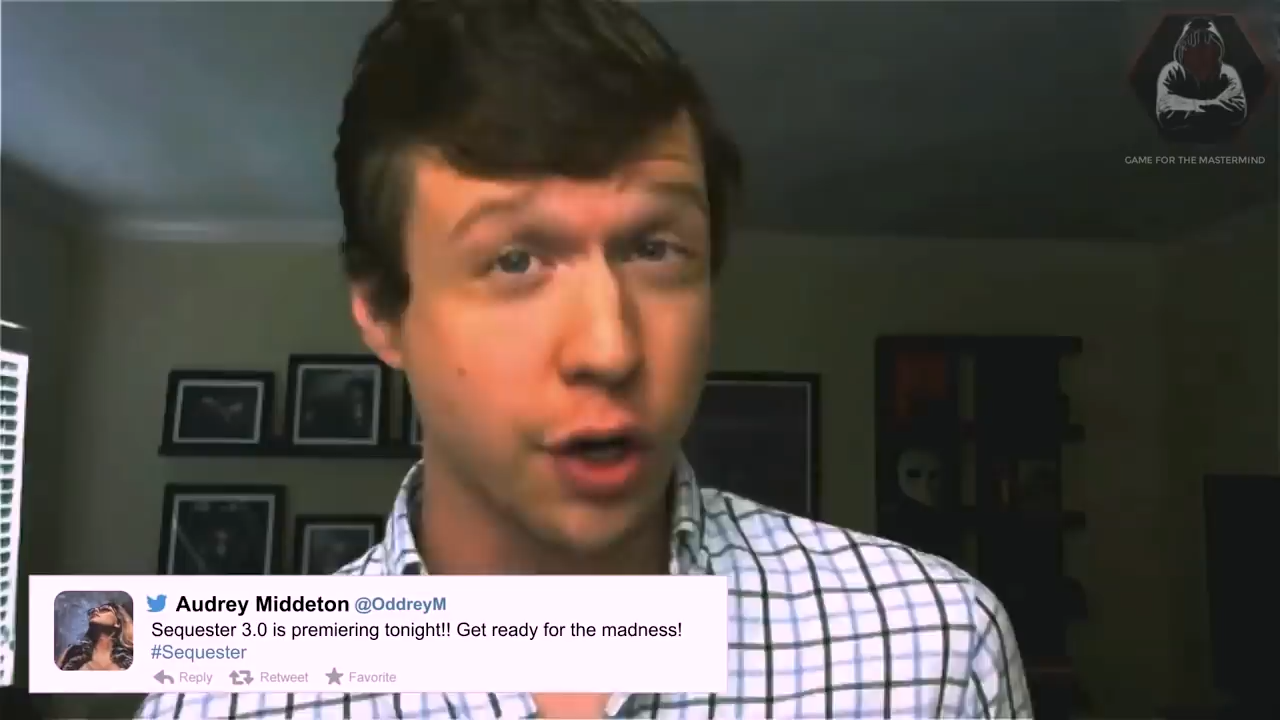 GAME FOR THE MASTERMIND
Audrey Middeton @OddreyM
Sequester 3.0 is premiering tonight!! Get ready for the madness!
#Sequester
Reply Retweet Favorite